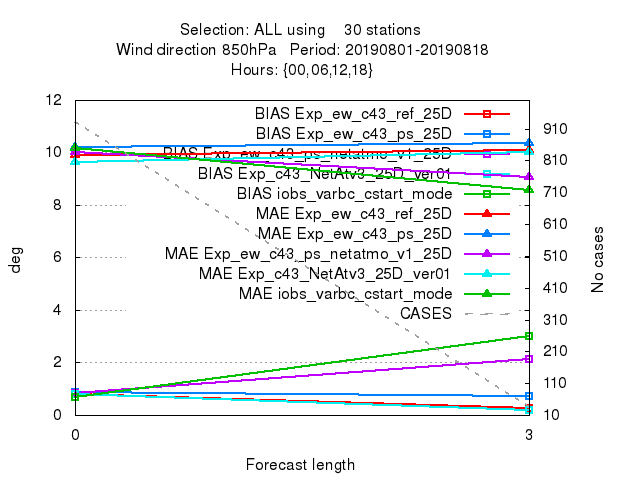 Selection: ALL using 30 stations
Wind direction 850hPa Period: 20190801-20190818
Hours: {00,06,12,18}
BIAS Exp_ew_c43_ref_25D
BIAS Exp_ew_c43_ps_25D
BIAS Exp_ew_c43_ps_netatmo_v1_25D
BIAS Exp_c43_NetAtv3_25D_ver01
BIAS iobs_varbc_cstart_mode
MAE Exp_ew_c43_ref_25D
MAE Exp_ew_c43_ps_25D
MAE Exp_ew_c43_ps_netatmo_v1_25D
MAE Exp_c43_NetAtv3_25D_ver01
MAE iobs_varbc_cstart_mode
CASES
12
10
8
6
4
2
0
deg
910
810
710
610
510
410
310
210
110
10
No cases
0 3
Forecast length